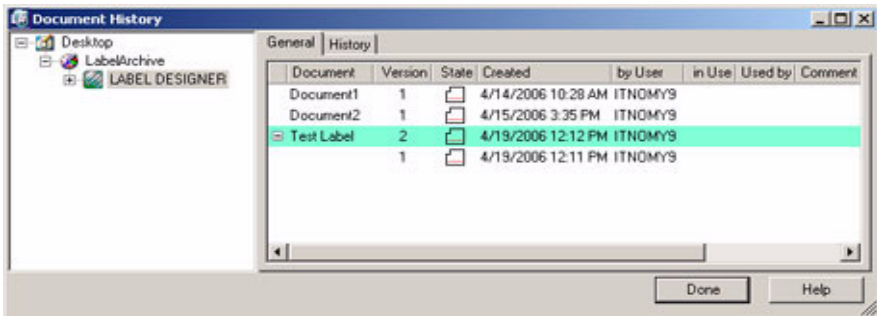 Document History
Desktop
LabelArchive
LABEL DESIGNER
General History
Document Version State Created by User in Use Used by Comment
Document1 1 4/14/2006 10:28 AM ITNOMY9
Document2 1 4/15/2006 3:35 PM ITNOMY9
Test Label 2 4/19/2006 12:12 PM ITNOMY9
1 4/19/2006 12:11 PM ITNOMY9
Done Help